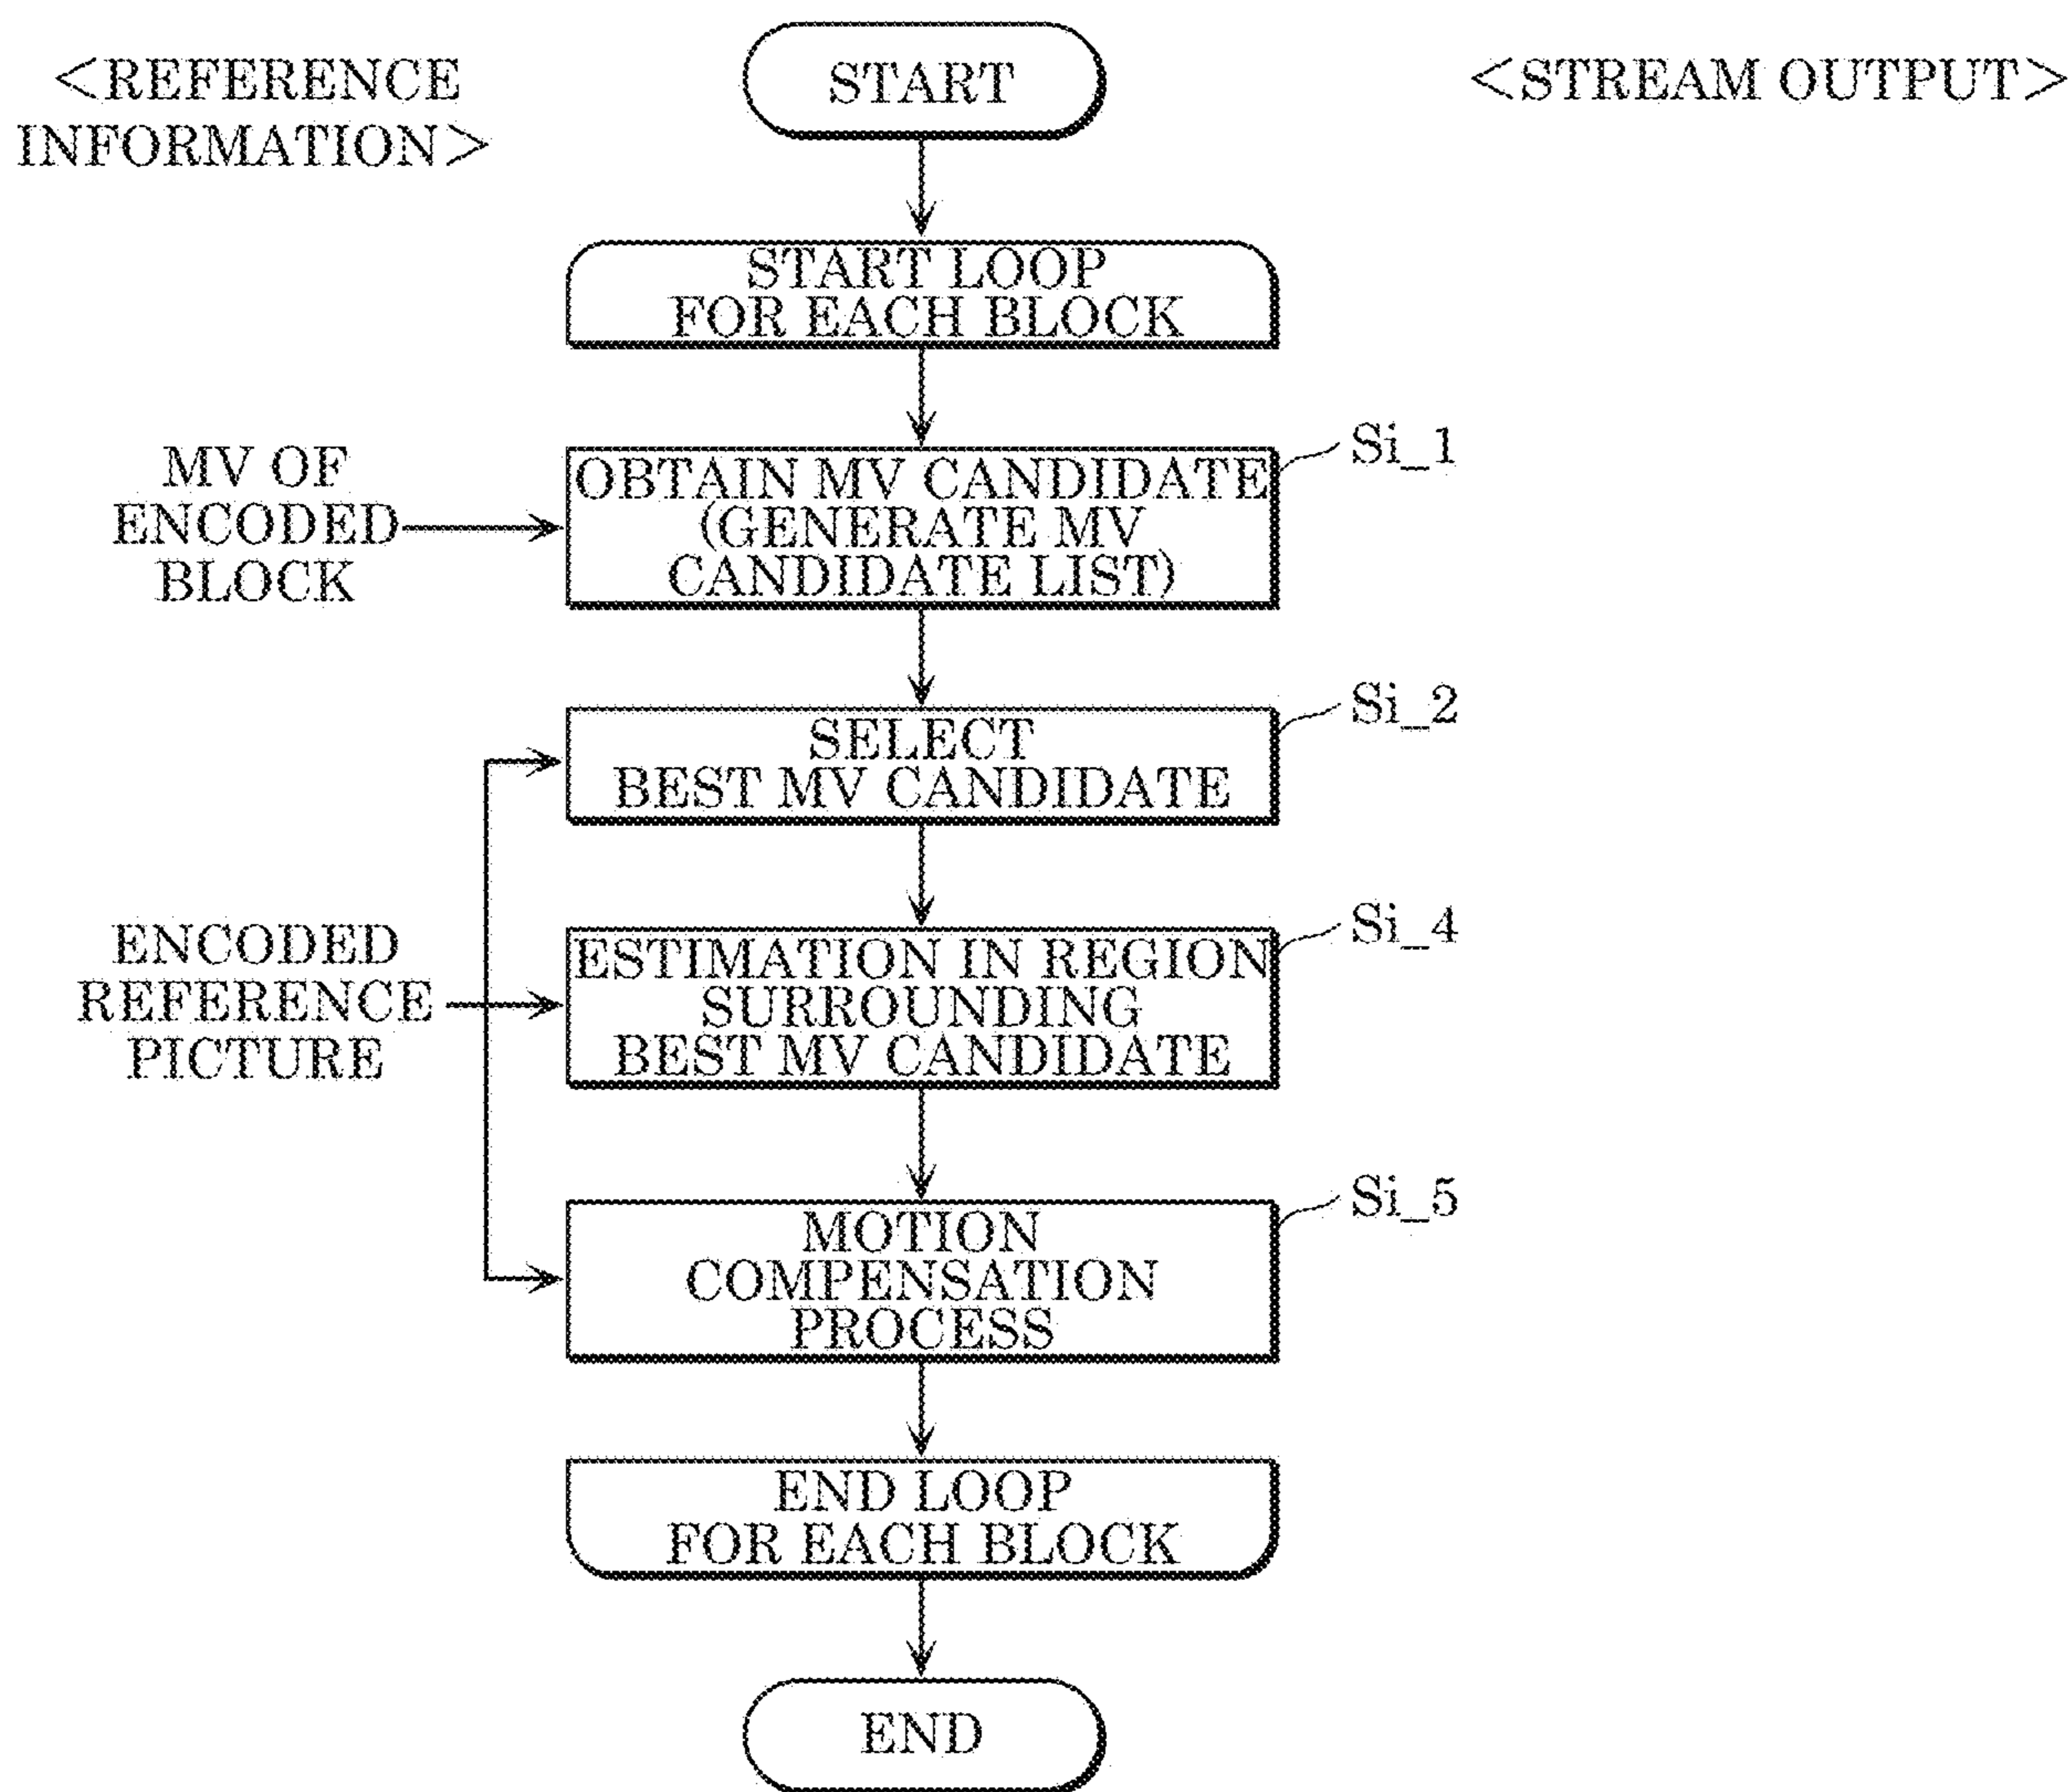 <REFERENCE
INFORMATION>
START
<STREAM OUTPUT>
START LOOP
FOR EACH BLOCK
MV OF
ENCODED
BLOCK
OBTAIN MV CANDIDATE
(GENERATE MV
CANDIDATE LIST)
Si_1
SELECT
BEST MV CANDIDATE
Si_2
ENCODED
REFERENCE
PICTURE
ESTIMATION IN REGION
SURROUNDING
BEST MV CANDIDATE
Si_4
MOTION
COMPENSATION
PROCESS
Si_5
END LOOP
FOR EACH BLOCK
END